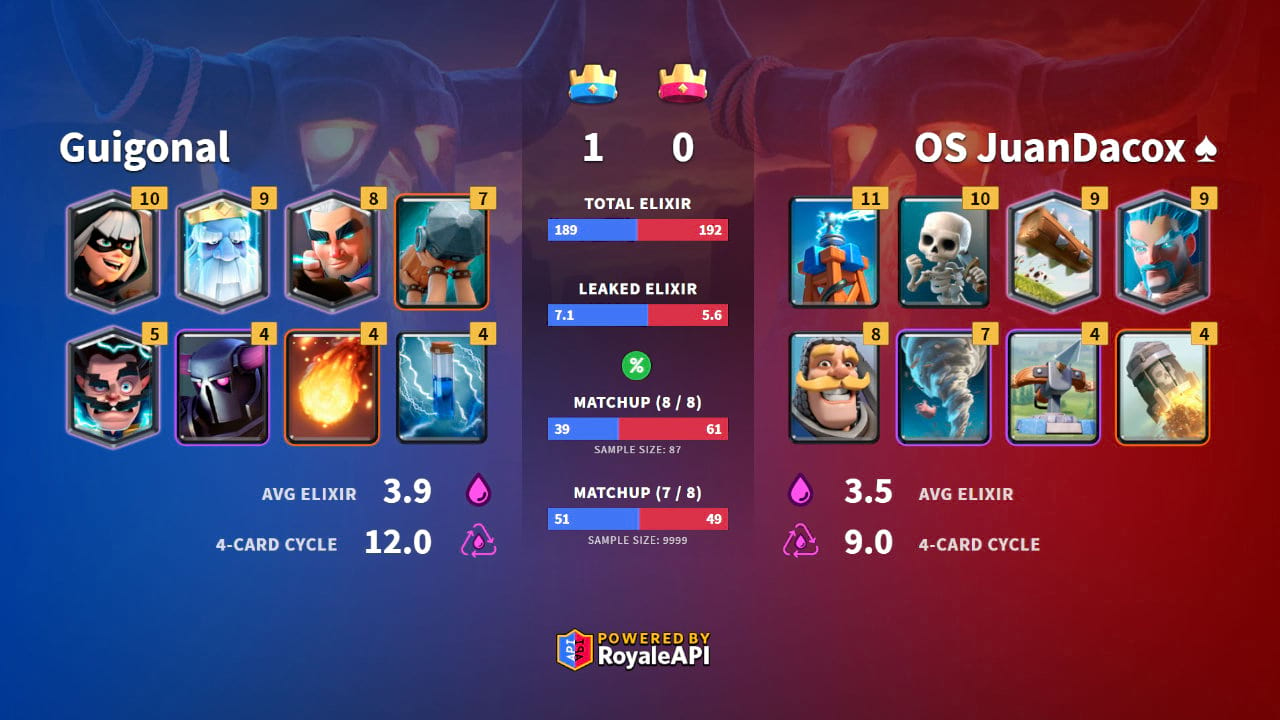 1 0
Guigonal
OS JuanDacox ♠
TOTAL ELIXIR
189 192
LEAKED ELIXIR
7.1 5.6
%
MATCHUP (8 / 8)
39 61
SAMPLE SIZE: 87
MATCHUP (7 / 8)
51 49
SAMPLE SIZE: 9999
10 9 8 7
5 4 4 4
AVG ELIXIR 3.9
4-CARD CYCLE 12.0
11 10 9 9
8 7 4 4
3.5 AVG ELIXIR
9.0 4-CARD CYCLE
API API
POWERED BY
RoyaleAPI